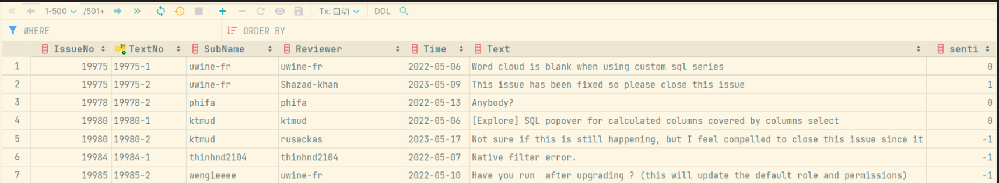 1-500 /501+ Tx: 自动 DDL
WHERE ORDER BY
IssueNo TextNo SubName Reviewer Time Text senti
1 19975 19975-1 uwine-fr uwine-fr 2022-05-06 Word cloud is blank when using custom sql series 0
2 19975 19975-2 uwine-fr Shazad-khan 2023-05-09 This issue has been fixed so please close this issue 1
3 19978 19978-2 phifa phifa 2022-05-13 Anybody? 0
4 19980 19980-1 ktmud ktmud 2022-05-06 [Explore] SQL popover for calculated columns covered by columns select 0
5 19980 19980-2 ktmud rusackas 2023-05-17 Not sure if this is still happening, but I feel compelled to close this issue since it -1
6 19984 19984-1 thinhnd2104 thinhnd2104 2022-05-07 Native filter error. -1
7 19985 19985-2 wengieeee uwine-fr 2022-05-10 Have you run  after upgrading ? (this will update the default role and permissions) -1